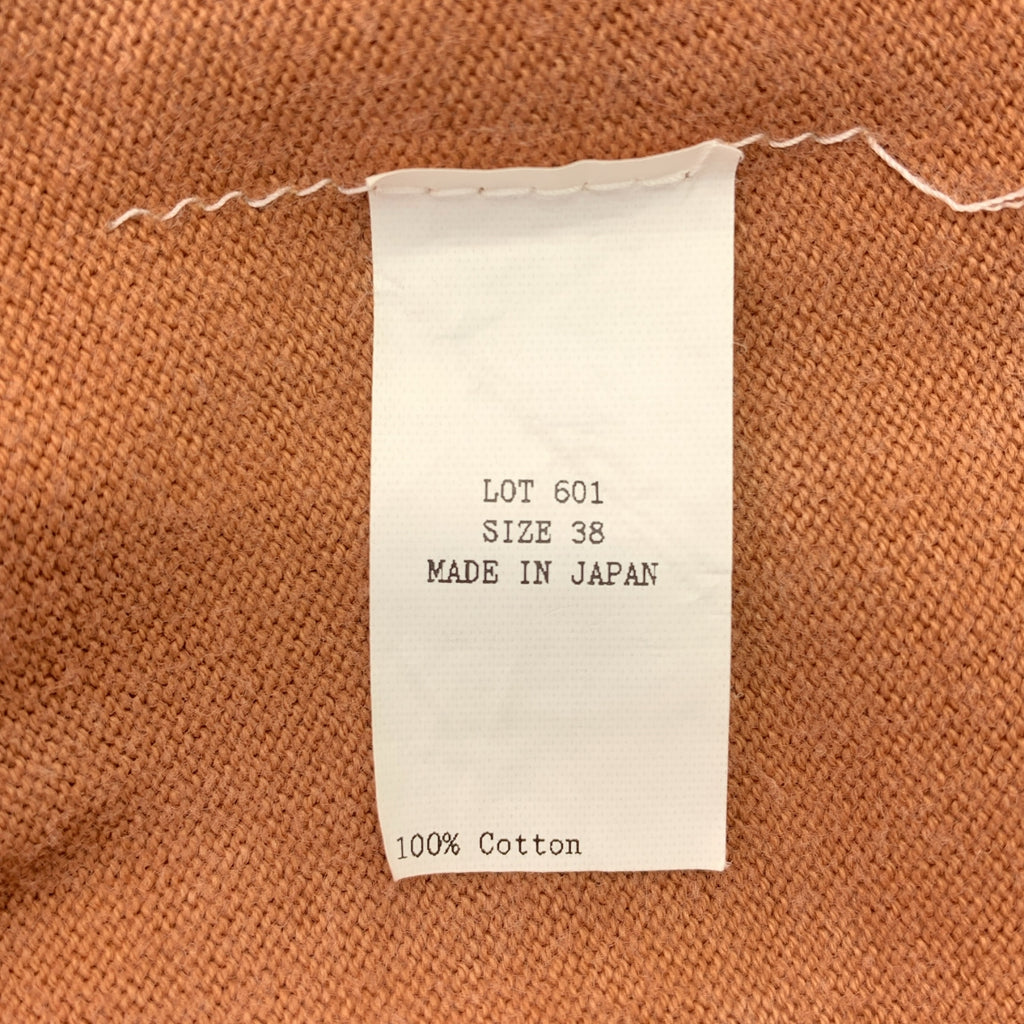 LOT 601
SIZE 38
MADE IN JAPAN
100% Cotton